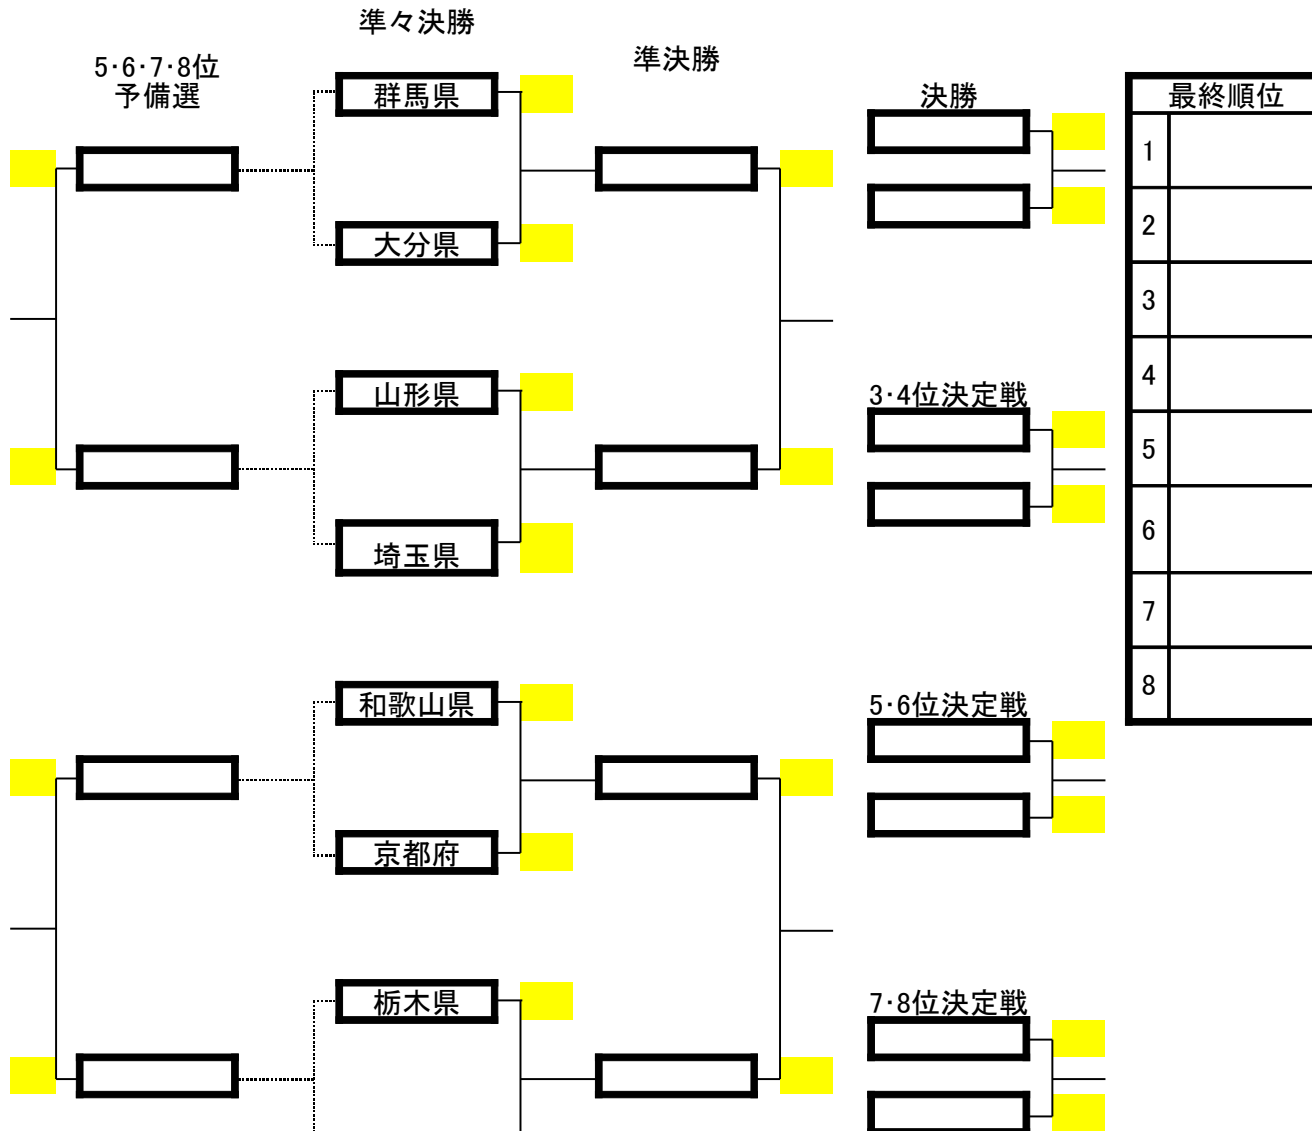 準々決勝
5・6・7・8位
予備選
準決勝
群馬県
決勝
最終順位
1
大分県
2
3
山形県
3・4位決定戦
4
5
埼玉県
6
7
和歌山県
5・6位決定戦
8
京都府
栃木県
7・8位決定戦